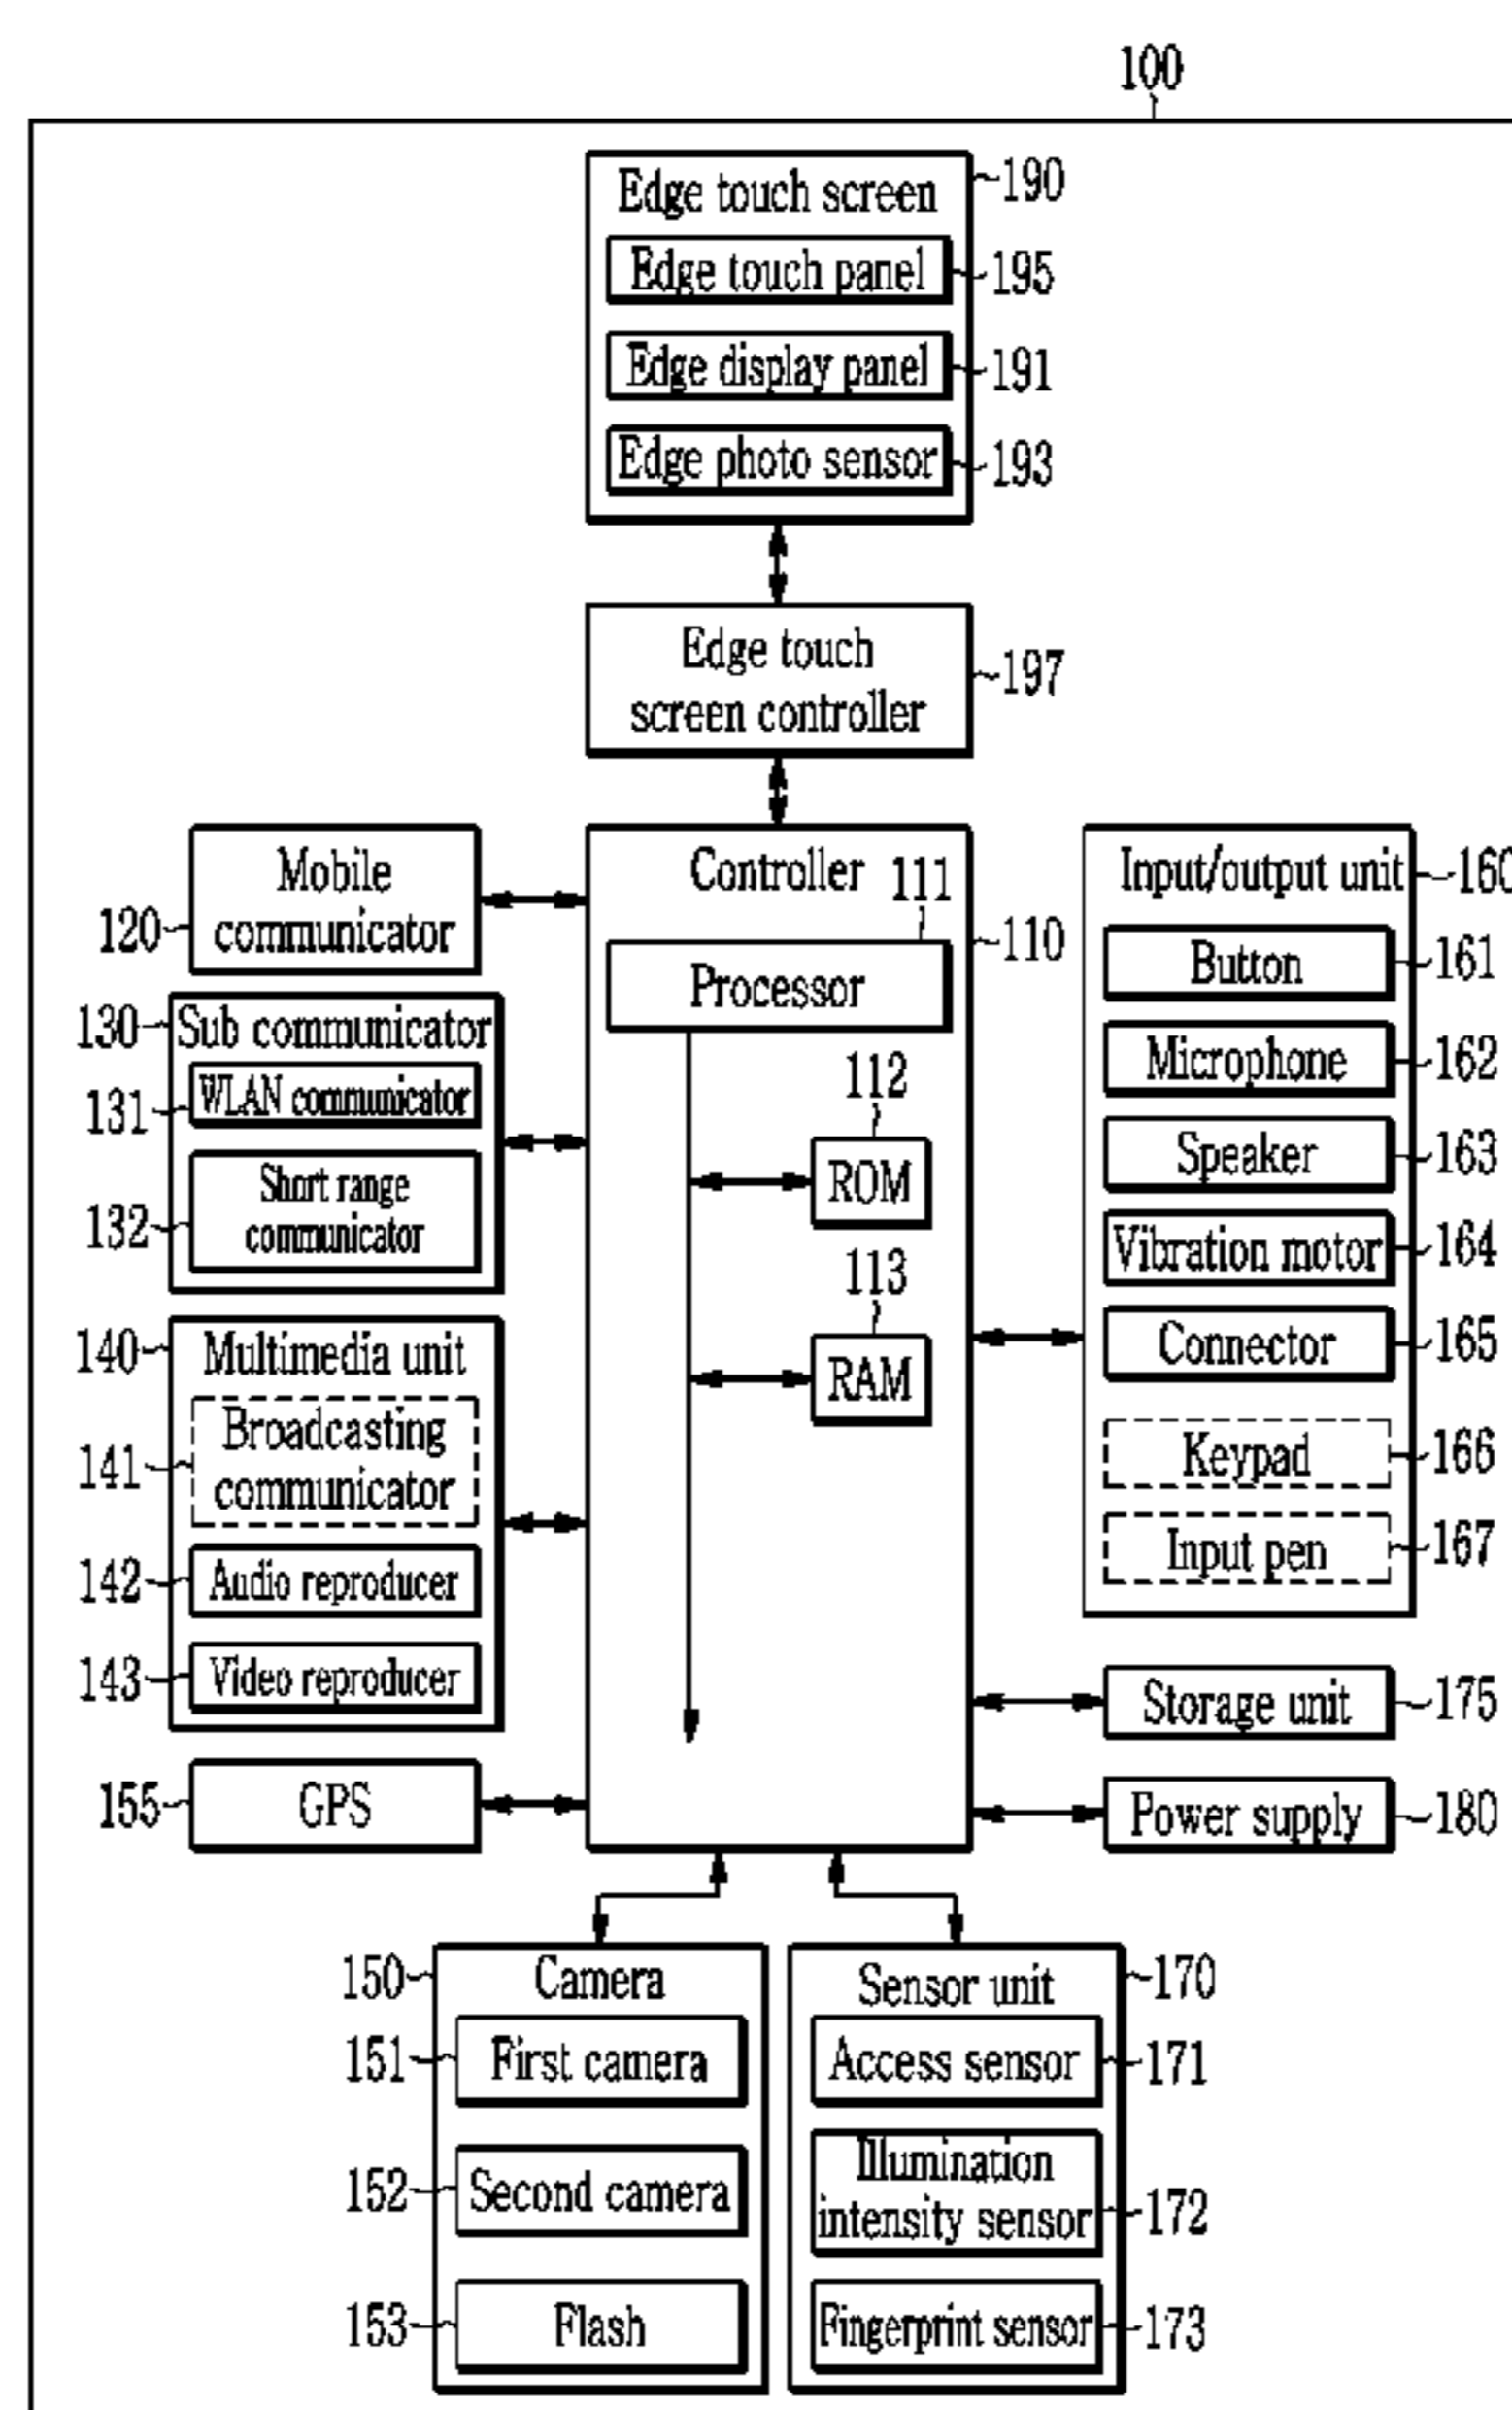 100
Edge touch screen
190
Edge touch panel
195
Edge display panel
191
Edge photo sensor
193
Edge touch
screen controller
197
Mobile
communicator
120
130
Sub communicator
131
WLAN communicator
132
Short range
communicator
140
Multimedia unit
141
Broadcasting
communicator
142
Audio reproducer
143
Video reproducer
155
GPS
Controller
111
110
Processor
112
ROM
113
RAM
Input/output unit
160
Button
161
Microphone
162
Speaker
163
Vibration motor
164
Connector
165
Keypad
166
Input pen
167
Storage unit
175
Power supply
180
150
Camera
151
First camera
152
Second camera
153
Flash
Sensor unit
170
Access sensor
171
Illumination
intensity sensor
172
Fingerprint sensor
173